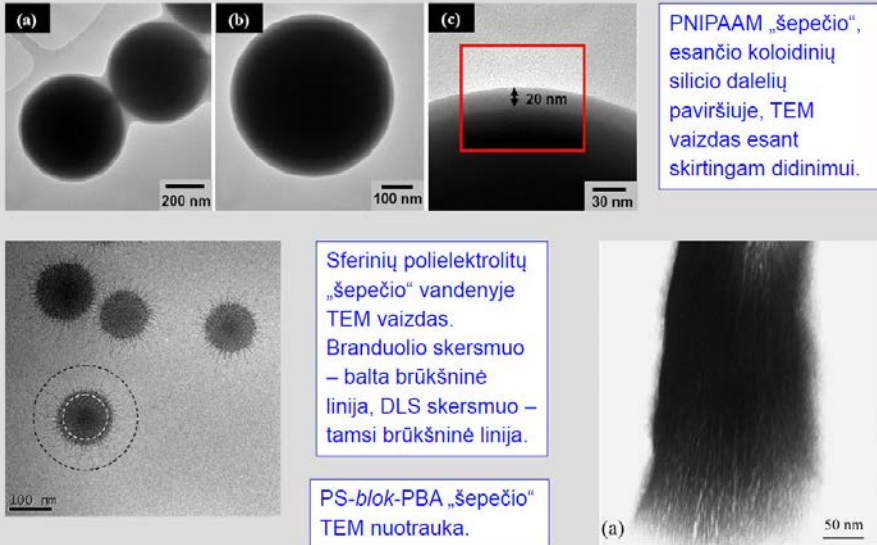 (a)
200 nm
(b)
100 nm
(c)
20 nm
30 nm
PNIPAAM „šepečio“,
esančio koloidinių
silicio dalelių
paviršiuje, TEM
vaizdas esant
skirtingam didinimui.
100 nm
Sferinių polielektrolitų
„šepečio“ vandenyje
TEM vaizdas.
Branduolio skersmuo
– balta brūkšninė
linija, DLS skersmuo –
tamsi brūkšninė linija.
PS-blok-PBA „šepečio“
TEM nuotrauka.
(a)
50 nm